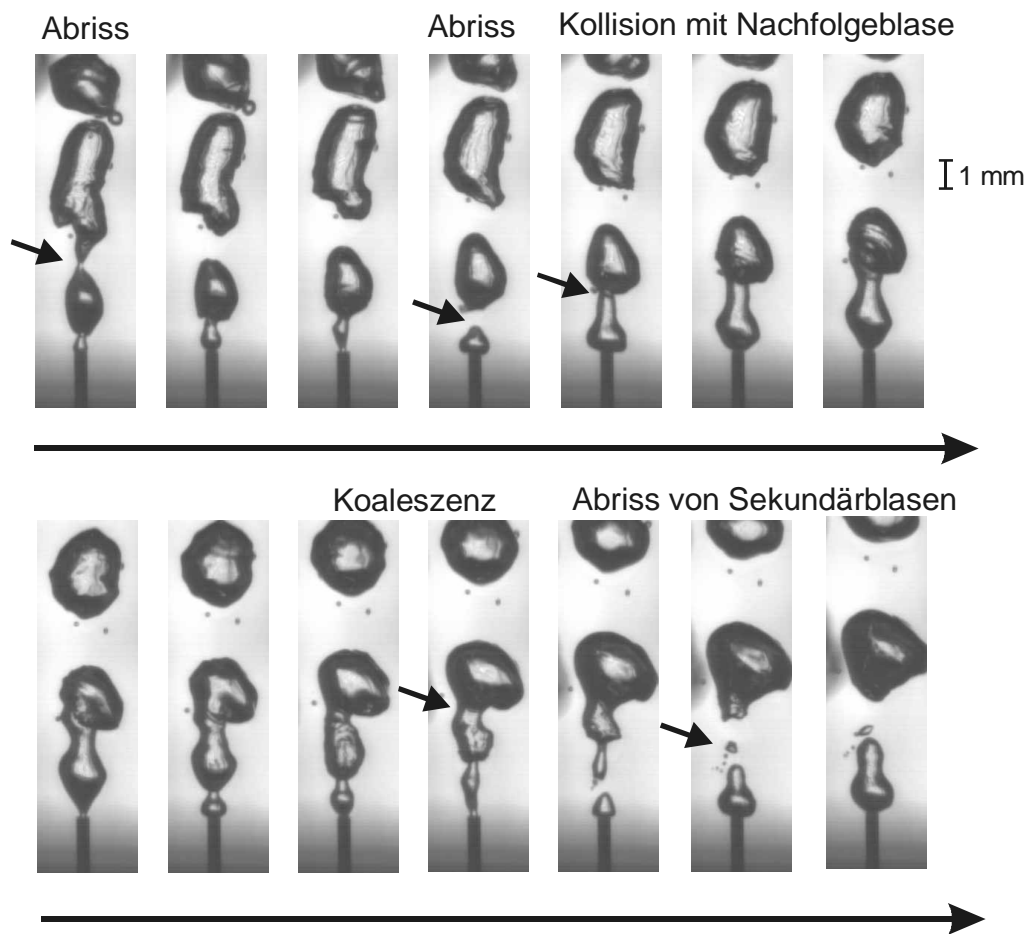 Abriss
Abriss
Kollision mit Nachfolgeblase
1 mm
Koaleszenz
Abriss von Sekundärblasen